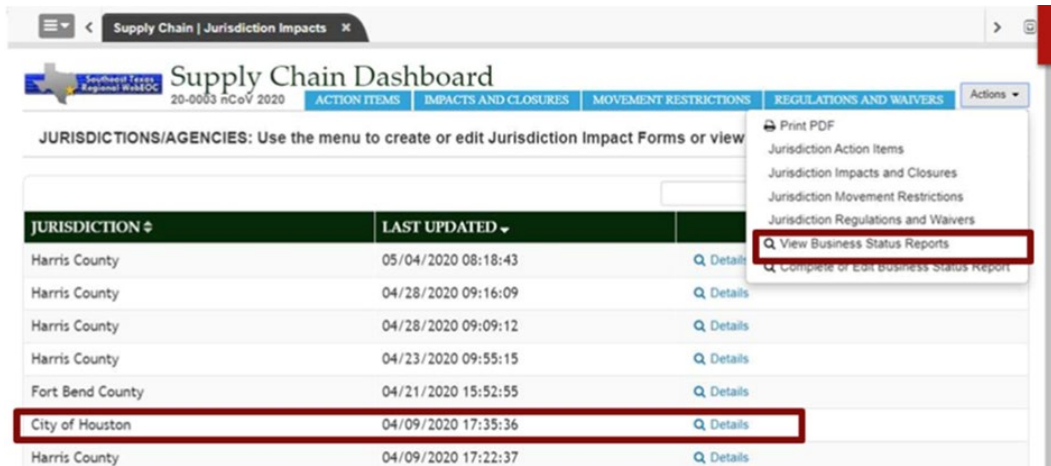 Supply Chain | Jurisdiction Impacts ✖
Southeast Texas
Regional WebEOC
Supply Chain Dashboard
20-0003 nCoV 2020
ACTION ITEMS IMPACTS AND CLOSURES MOVEMENT RESTRICTIONS REGULATIONS AND WAIVERS Actions
JURISDICTIONS/AGENCIES: Use the menu to create or edit Jurisdiction Impact Forms or view
Print PDF
Jurisdiction Action Items
Jurisdiction Impacts and Closures
Jurisdiction Movement Restrictions
Jurisdiction Regulations and Waivers
View Business Status Reports
Complete or Edit Business Status Report
JURISDICTION LAST UPDATED
Harris County 05/04/2020 08:18:43 Details
Harris County 04/28/2020 09:16:09 Details
Harris County 04/28/2020 09:09:12 Details
Harris County 04/23/2020 09:55:15 Details
Fort Bend County 04/21/2020 15:52:55 Details
City of Houston 04/09/2020 17:35:36 Details
Harris County 04/09/2020 17:22:37 Details